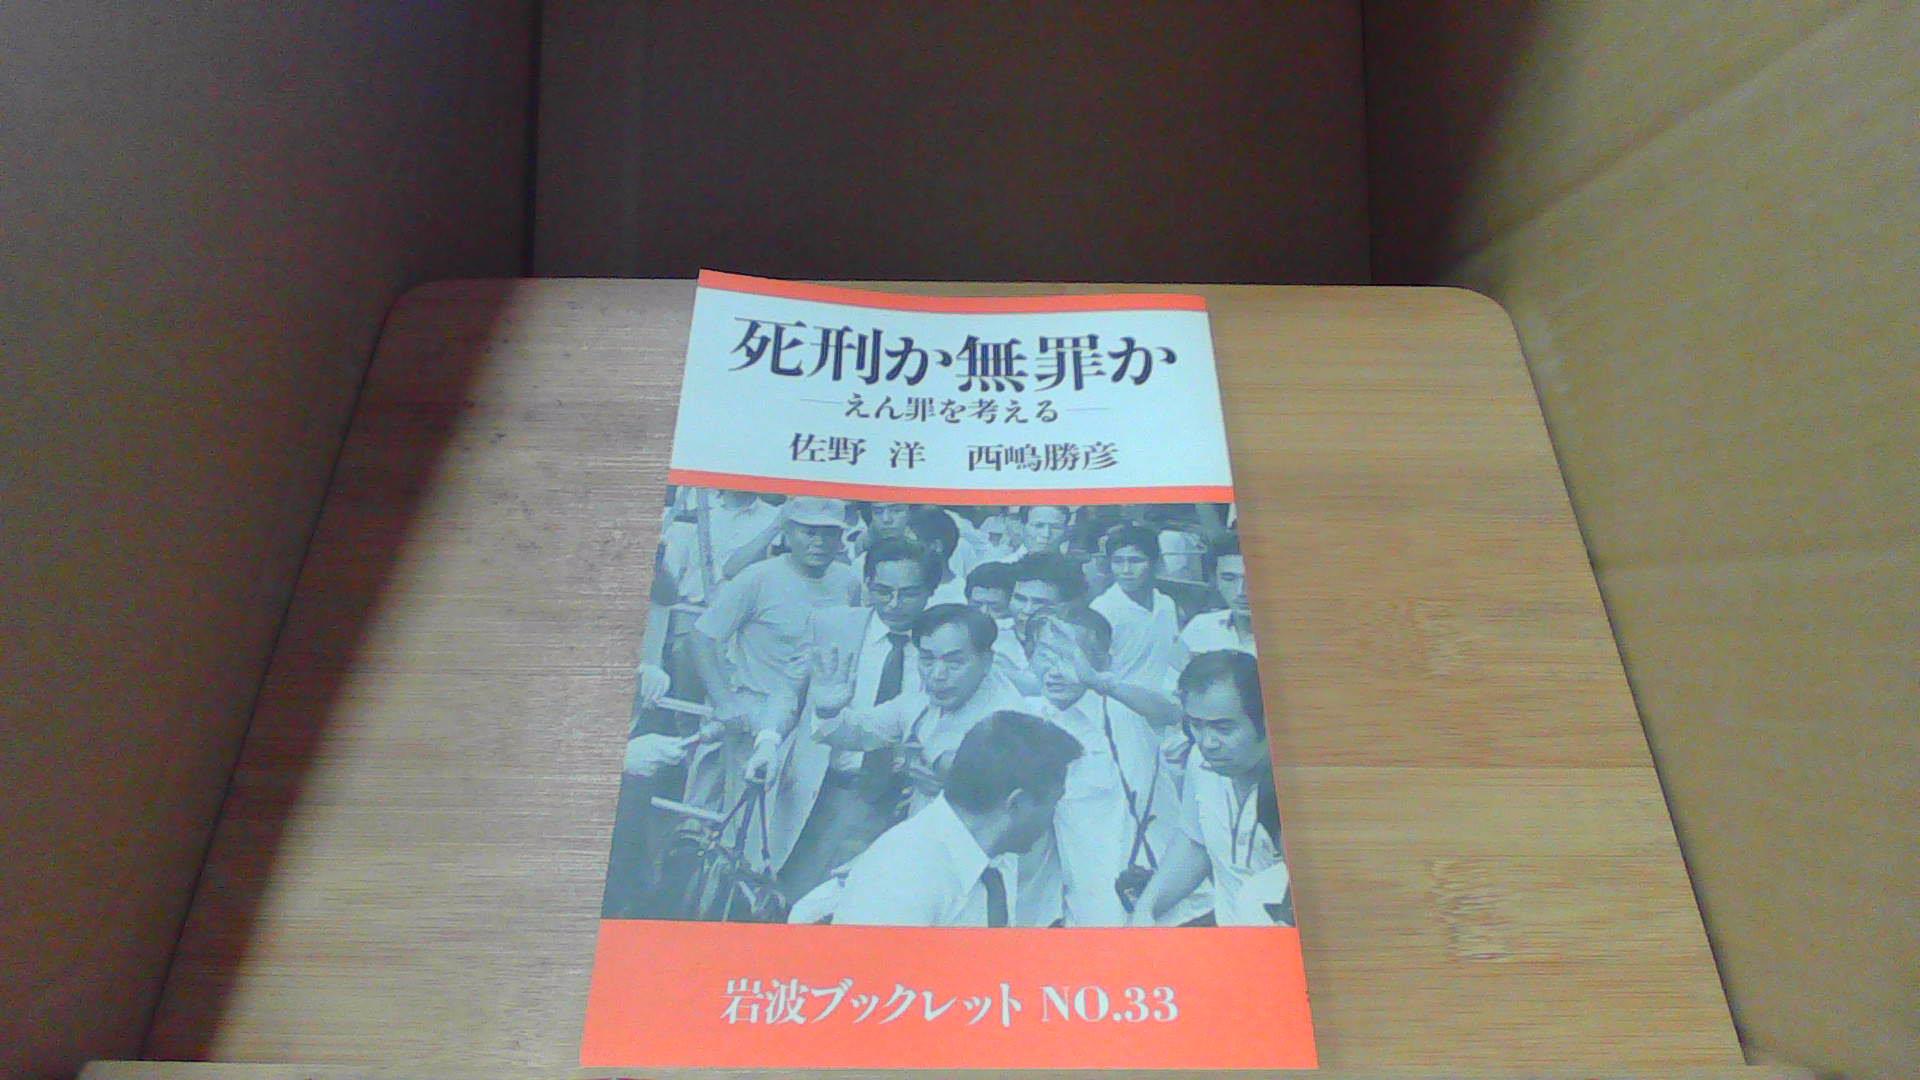 死刑か無罪か
―えん罪を考える―
佐野 洋　西嶋勝彦
岩波ブックレット NO.33